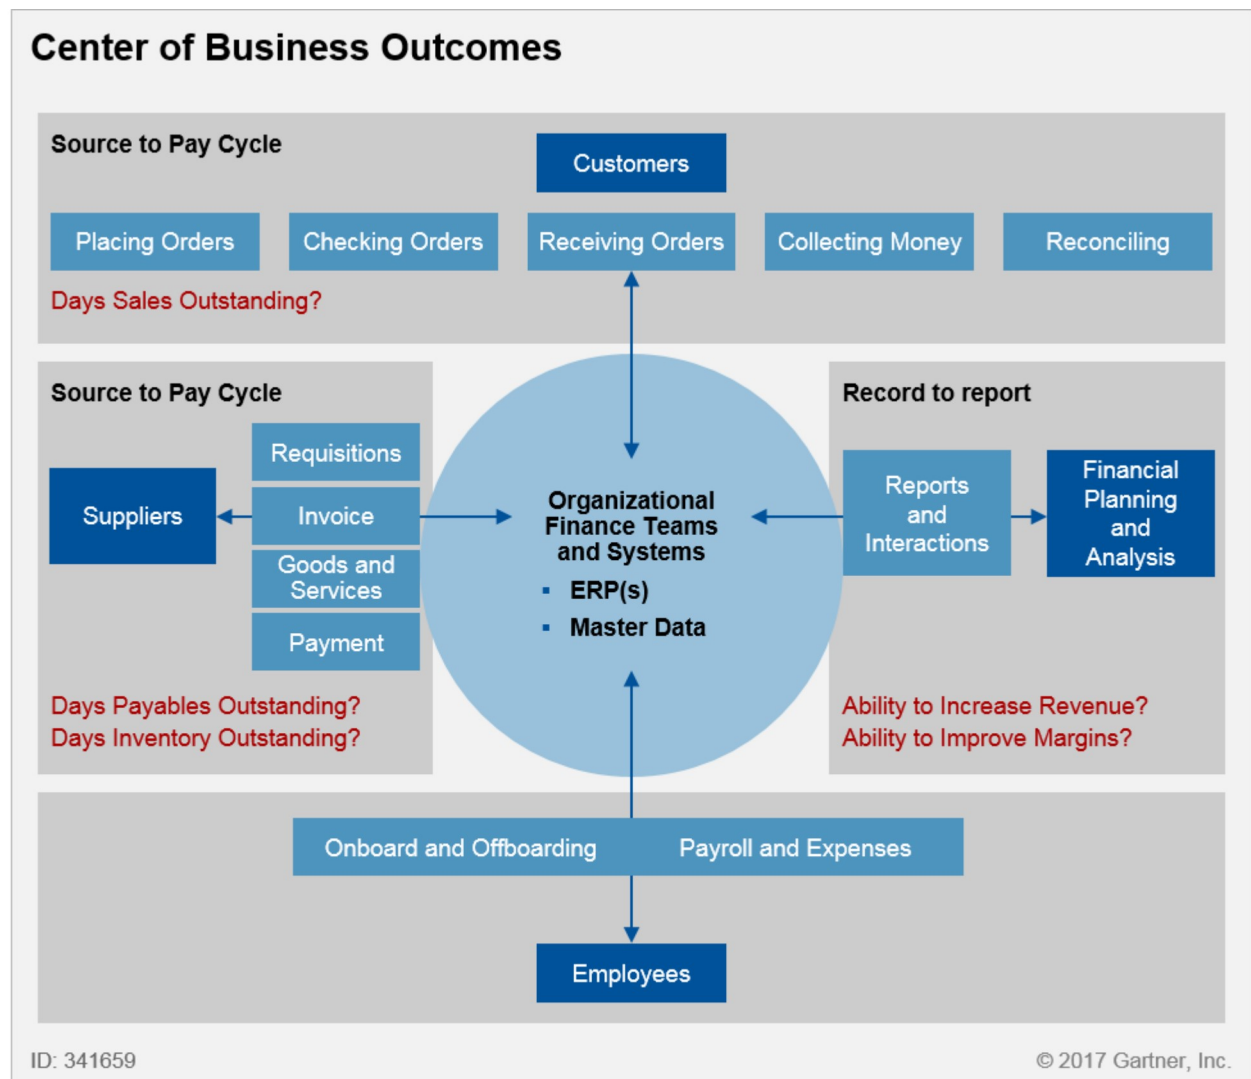 Center of Business Outcomes
Source to Pay Cycle
Customers
Placing Orders
Checking Orders
Receiving Orders
Collecting Money
Reconciling
Days Sales Outstanding?
Source to Pay Cycle
Suppliers
Requisitions
Invoice
Goods and
Services
Payment
Days Payables Outstanding?
Days Inventory Outstanding?
Organizational
Finance Teams
and Systems
▪ ERP(s)
▪ Master Data
Record to report
Reports
and
Interactions
Financial
Planning
and
Analysis
Ability to Increase Revenue?
Ability to Improve Margins?
Onboard and Offboarding
Payroll and Expenses
Employees
ID: 341659
© 2017 Gartner, Inc.